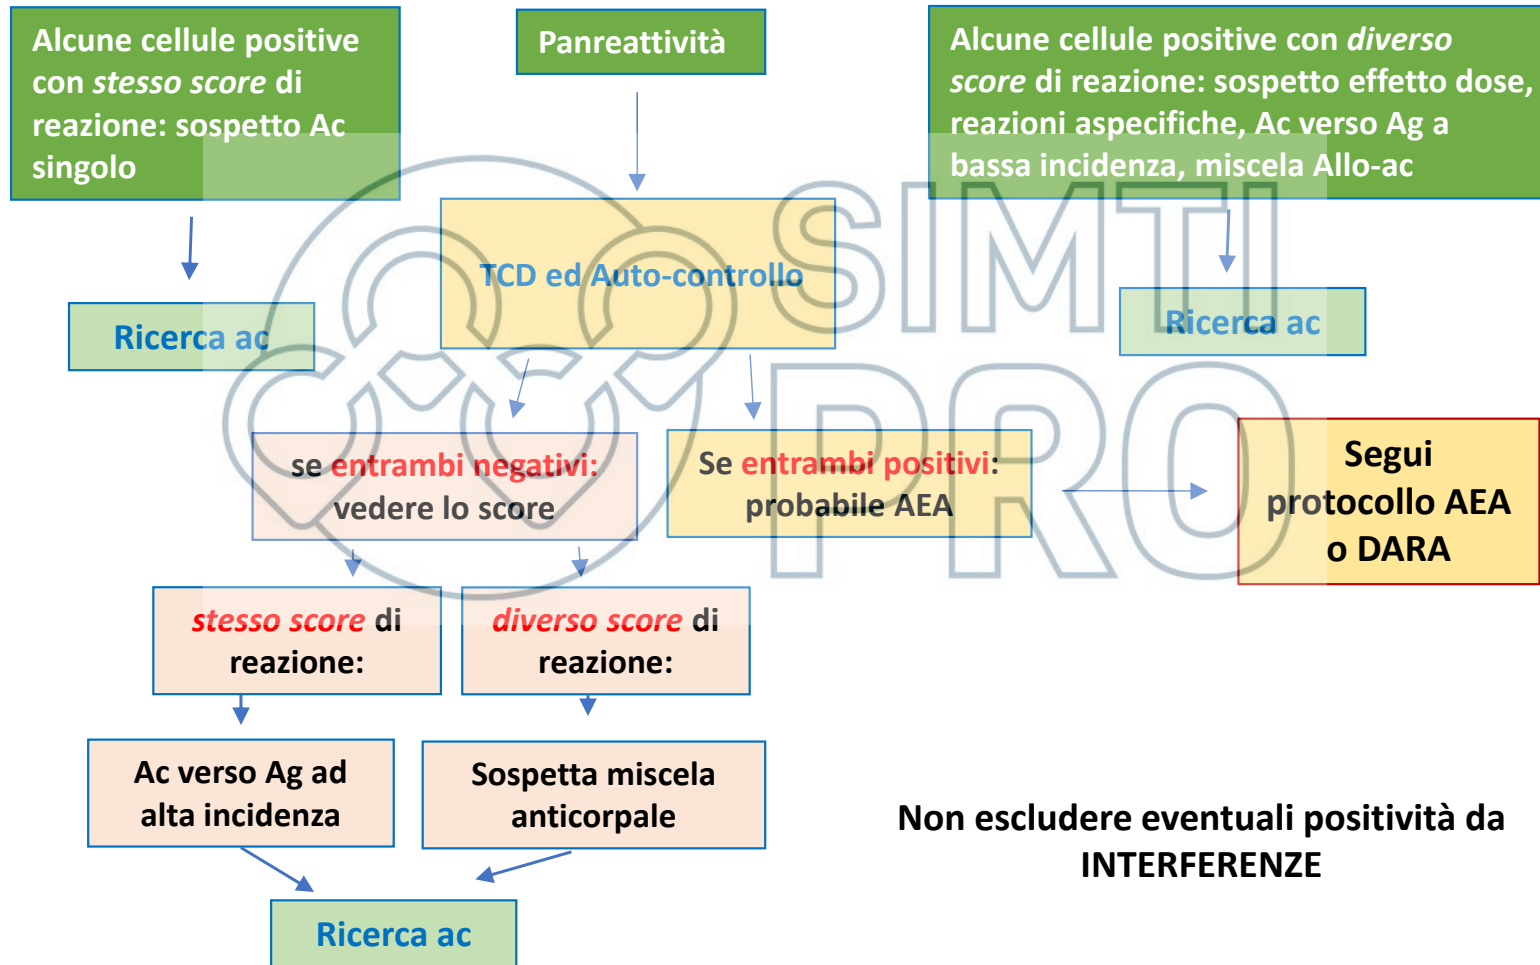 Alcune cellule positive
con stesso score di
reazione: sospetto Ac
singolo
Panreattività
Alcune cellule positive con diverso
score di reazione: sospetto effetto dose,
reazioni aspecifiche, Ac verso Ag a
bassa incidenza, miscela Allo-ac
SIMTI
PRO
TCD ed Auto-controllo
Ricerca ac
Ricerca ac
se entrambi negativi:
vedere lo score
Se entrambi positivi:
probabile AEA
Segui
protocollo AEA
o DARA
stesso score di
reazione:
diverso score di
reazione:
Ac verso Ag ad
alta incidenza
Sospetta miscela
anticorpale
Non escludere eventuali positività da
INTERFERENZE
Ricerca ac